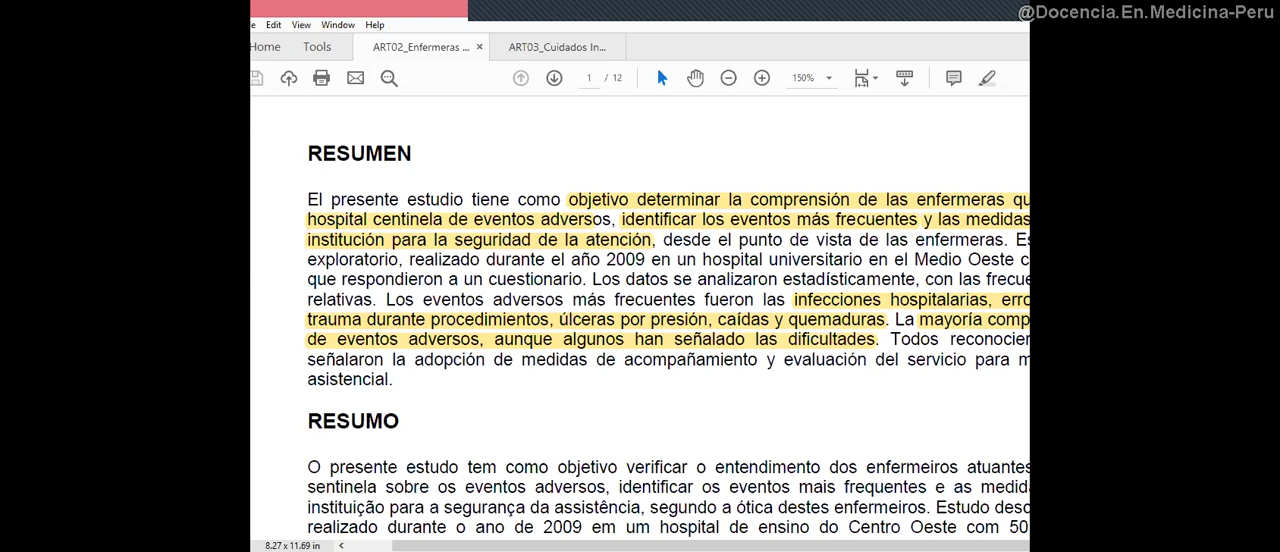 @Docencia.En.Medicina-Peru
Edit View Window Help
Home Tools ART02_Enfermeras ... × ART03_Cuidados In...
1 / 12 150%
RESUMEN
El presente estudio tiene como objetivo determinar la comprensión de las enfermeras
hospital centinela de eventos adversos, identificar los eventos más frecuentes y las medidas
institución para la seguridad de la atención, desde el punto de vista de las enfermeras.
exploratorio, realizado durante el año 2009 en un hospital universitario en el Medio Oeste
que respondieron a un cuestionario. Los datos se analizaron estadísticamente, con las
relativas. Los eventos adversos más frecuentes fueron las infecciones hospitalarias,
trauma durante procedimientos, úlceras por presión, caídas y quemaduras. La mayoría
de eventos adversos, aunque algunos han señalado las dificultades. Todos
señalaron la adopción de medidas de acompañamiento y evaluación del servicio para
asistencial.
RESUMO
O presente estudo tem como objetivo verificar o entendimento dos enfermeiros atuantes
sentinela sobre os eventos adversos, identificar os eventos mais frequentes e as
instituição para a segurança da assistência, segundo a ótica destes enfermeiros. Estudo
realizado durante o ano de 2009 em um hospital de ensino do Centro Oeste com 50
8.27 x 11.69 in